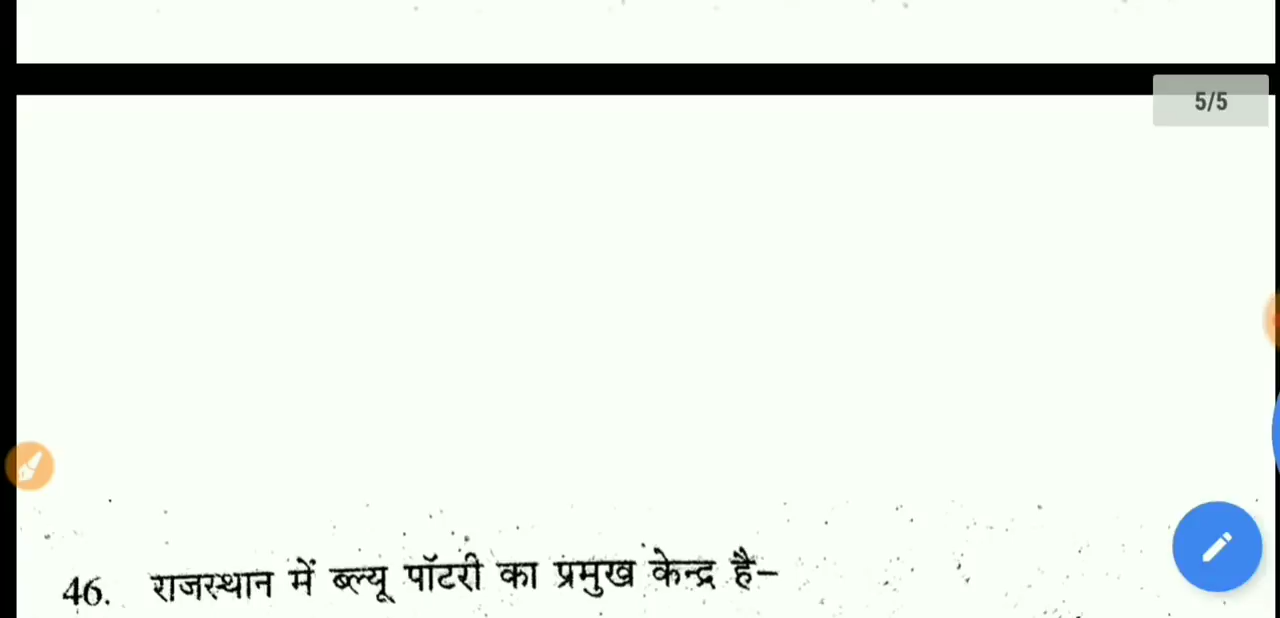 5/5
46. राजस्थान में ब्ल्यू पॉटरी का प्रमुख केन्द्र है–